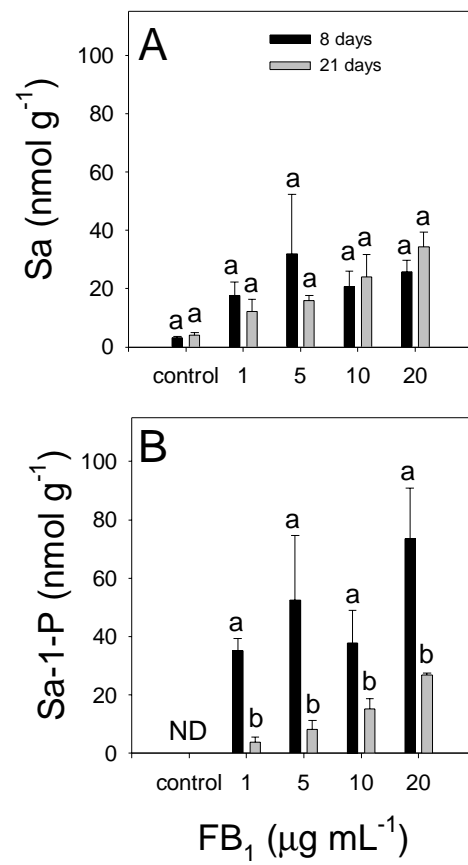 A
8 days
21 days
Sa (nmol g⁻¹)
100
80
60
40
20
0
a a
a a
a a
a a
a a
control 1 5 10 20
B
Sa-1-P (nmol g⁻¹)
100
80
60
40
20
0
ND
a b
a b
a b
a b
control 1 5 10 20
FB₁ (µg mL⁻¹)